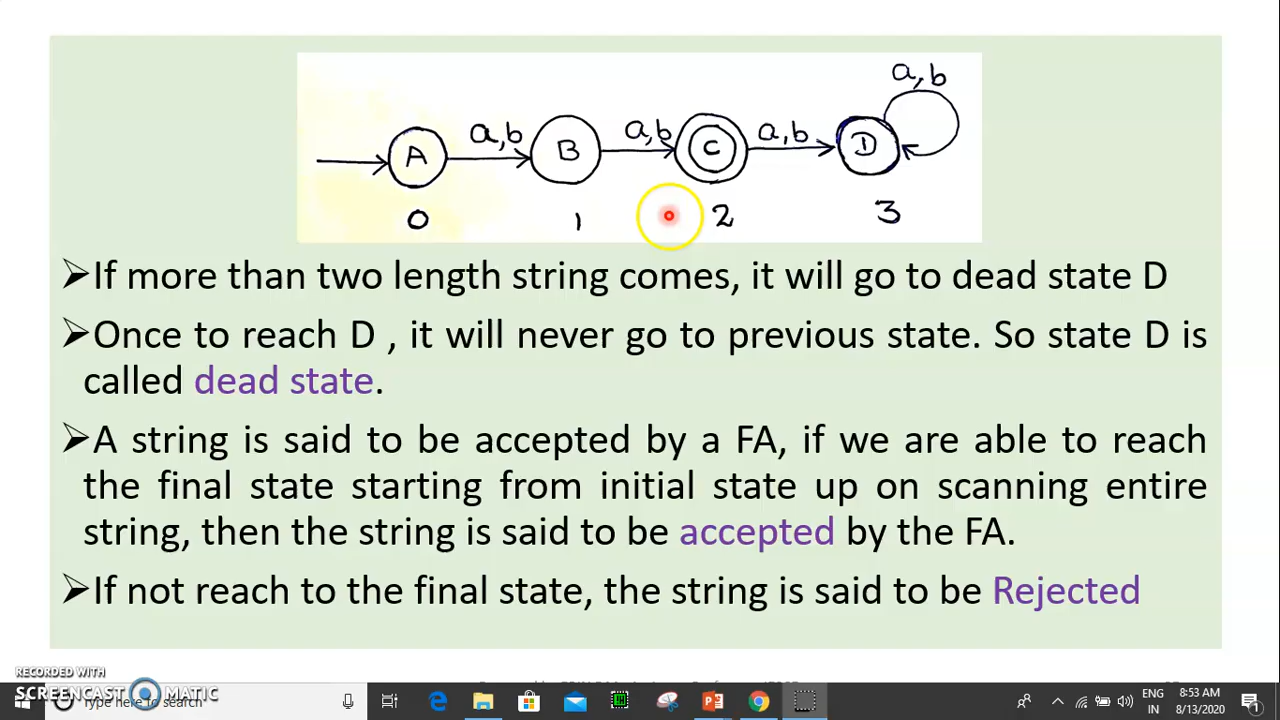 a, b
a, b a, b a, b
A B C D
0 1 2 3
➢If more than two length string comes, it will go to dead state D
➢Once to reach D , it will never go to previous state. So state D is
called dead state.
➢A string is said to be accepted by a FA, if we are able to reach
the final state starting from initial state up on scanning entire
string, then the string is said to be accepted by the FA.
➢If not reach to the final state, the string is said to be Rejected
RECORDED WITH
SCREENCAST MATIC
Type here to search
ENG
IN
8:53 AM
8/13/2020
1